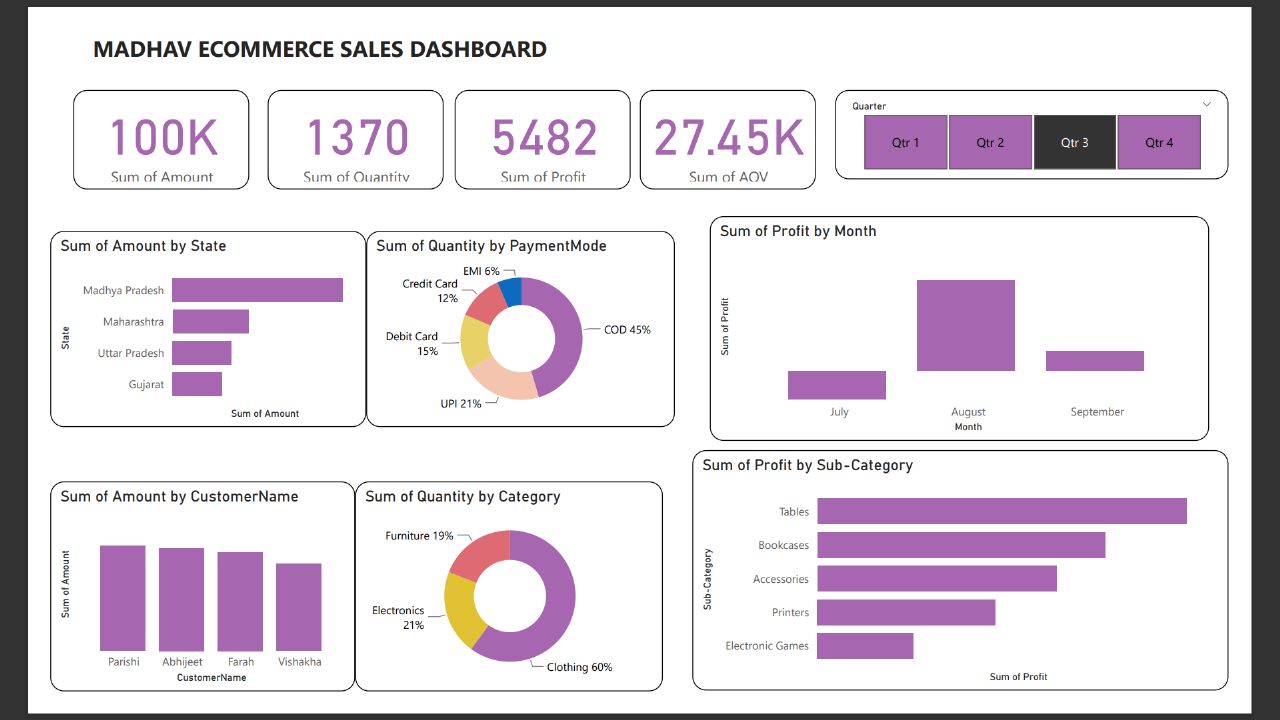 MADHAV ECOMMERCE SALES DASHBOARD
100K
Sum of Amount
1370
Sum of Quantity
5482
Sum of Profit
27.45K
Sum of AOV
Quarter
Qtr 1
Qtr 2
Qtr 3
Qtr 4
Sum of Amount by State
State
Madhya Pradesh
Maharashtra
Uttar Pradesh
Gujarat
Sum of Amount
Sum of Quantity by PaymentMode
EMI 6%
Credit Card
12%
Debit Card
15%
UPI 21%
COD 45%
Sum of Profit by Month
Sum of Profit
July
August
September
Month
Sum of Amount by CustomerName
Sum of Amount
Parishi
Abhijeet
Farah
Vishakha
CustomerName
Sum of Quantity by Category
Furniture 19%
Electronics
21%
Clothing 60%
Sum of Profit by Sub-Category
Sub-Category
Tables
Bookcases
Accessories
Printers
Electronic Games
Sum of Profit